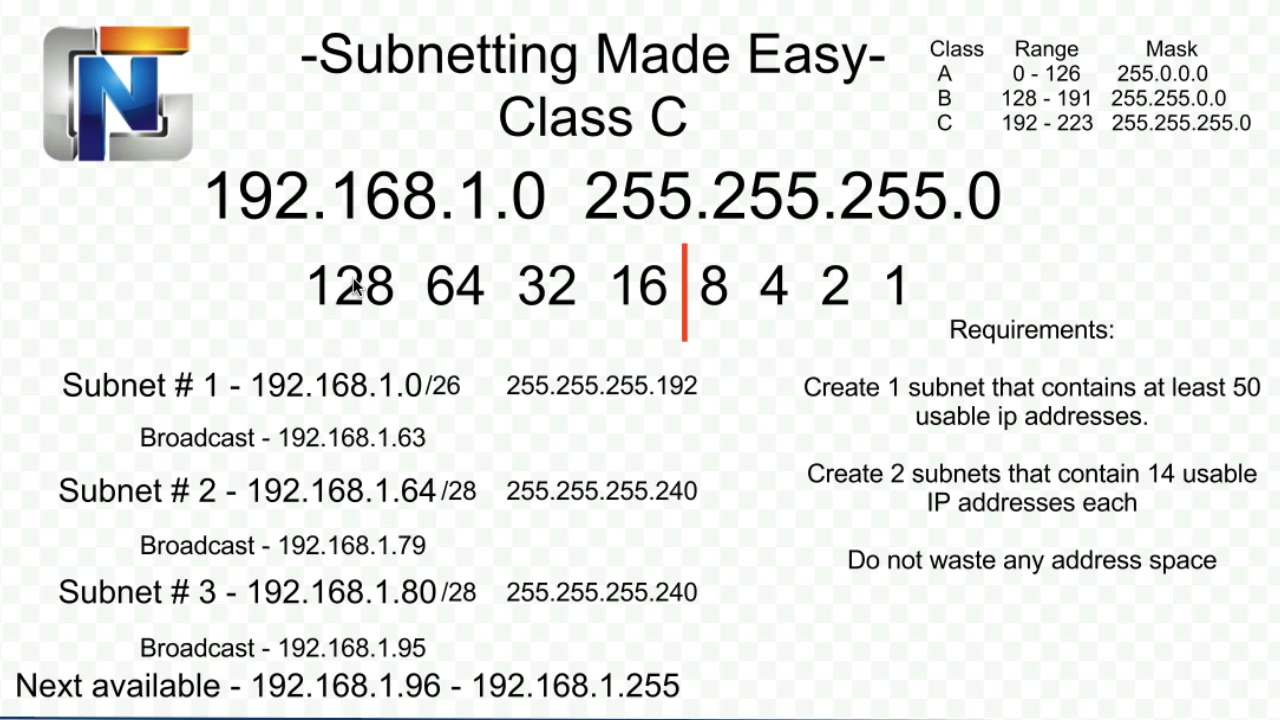 -Subnetting Made Easy-
Class C
Class Range Mask
A 0 - 126 255.0.0.0
B 128 - 191 255.255.0.0
C 192 - 223 255.255.255.0
192.168.1.0 255.255.255.0
128 64 32 16 8 4 2 1
Requirements:
Create 1 subnet that contains at least 50
usable ip addresses.
Create 2 subnets that contain 14 usable
IP addresses each
Do not waste any address space
Subnet # 1 - 192.168.1.0/26 255.255.255.192
Broadcast - 192.168.1.63
Subnet # 2 - 192.168.1.64/28 255.255.255.240
Broadcast - 192.168.1.79
Subnet # 3 - 192.168.1.80/28 255.255.255.240
Broadcast - 192.168.1.95
Next available - 192.168.1.96 - 192.168.1.255